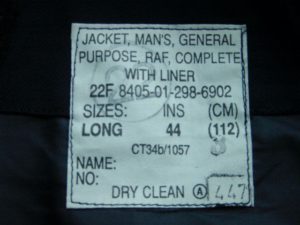 JACKET, MAN'S, GENERAL
PURPOSE, RAF, COMPLETE
WITH LINER
22F 8405-01-298-6902
SIZES: INS (CM)
LONG 44 (112)
CT34b/1057
NAME:
NO:
DRY CLEAN A 447